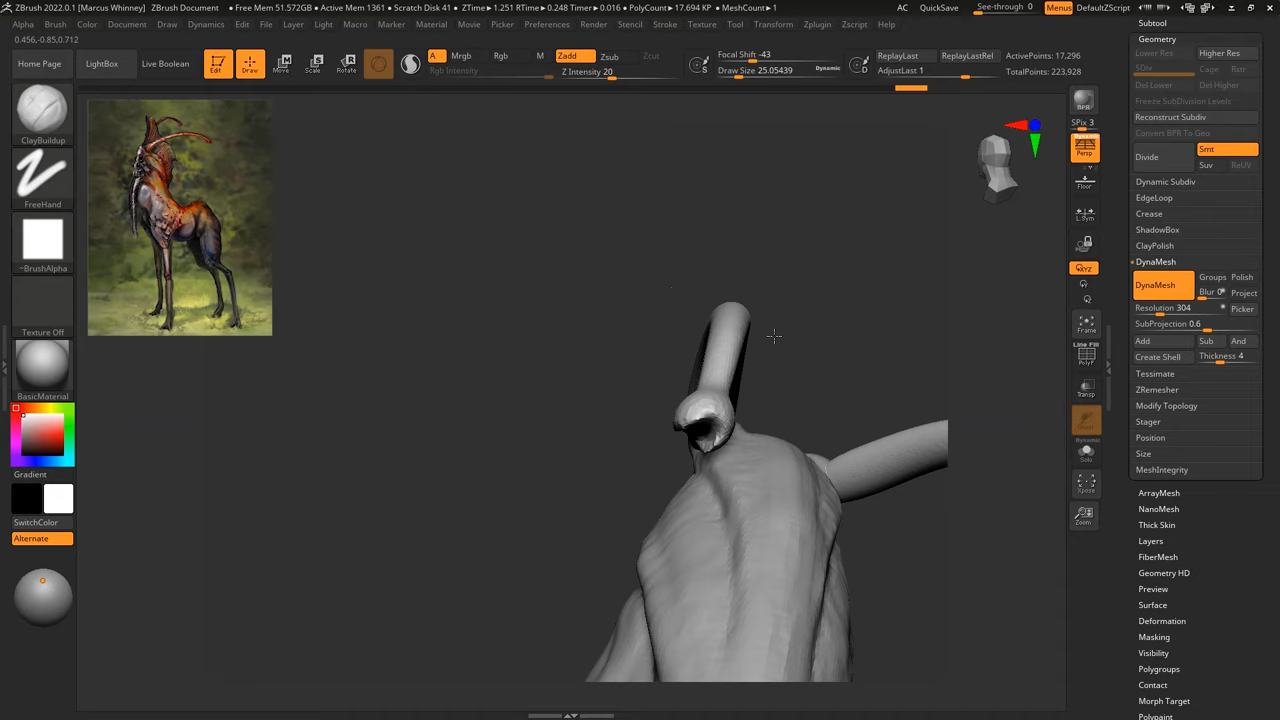 ZBrush 2022.0.1 [Marcus Whinney] ZBrush Document • Free Mem 51.572GB • Active Mem 1361 • Scratch Disk 41 • ZTime ▸ 1.251 RTime ▸ 0.248 Timer ▸ 0.016 • PolyCount ▸ 17.694 KP • MeshCount ▸ 1 AC QuickSave See-through 0 Menus DefaultZScript
Alpha Brush Color Document Draw Dynamics Edit File Layer Light Macro Marker Material Movie Picker Preferences Render Stencil Stroke Texture Tool Transform Zplugin Zscript Help
0.456,-0.85,0.712
Home Page LightBox Live Boolean Edit Draw Move Scale Rotate
A Mrgb Rgb M Zadd Zsub Zcut
Rgb Intensity Z Intensity 20
Focal Shift -43
Draw Size 25.05439 Dynamic
ReplayLast ReplayLastRel ActivePoints: 17,296
AdjustLast 1 TotalPoints: 223,928
ClayBuildup
FreeHand
~BrushAlpha
Texture Off
BasicMaterial
Gradient
SwitchColor
Alternate
BPR
SPix 3
Dynamic
Persp
Floor
L.Sym
XYZ
Frame
Line Fill
PolyF
Transp
Ghost
Dynamic
Solo
Xpose
Zoom
Subtool
Geometry
Lower Res Higher Res
SDiv Cage Rstr
Del Lower Del Higher
Freeze SubDivision Levels
Reconstruct Subdiv
Convert BPR To Geo
Divide Smt
Suv ReUV
Dynamic Subdiv
EdgeLoop
Crease
ShadowBox
ClayPolish
DynaMesh
DynaMesh Groups Polish
Blur 0 Project
Resolution 304 Picker
SubProjection 0.6
Add Sub And
Create Shell Thickness 4
Tessimate
ZRemesher
Modify Topology
Stager
Position
Size
MeshIntegrity
ArrayMesh
NanoMesh
Thick Skin
Layers
FiberMesh
Geometry HD
Preview
Surface
Deformation
Masking
Visibility
Polygroups
Contact
Morph Target
Polypaint